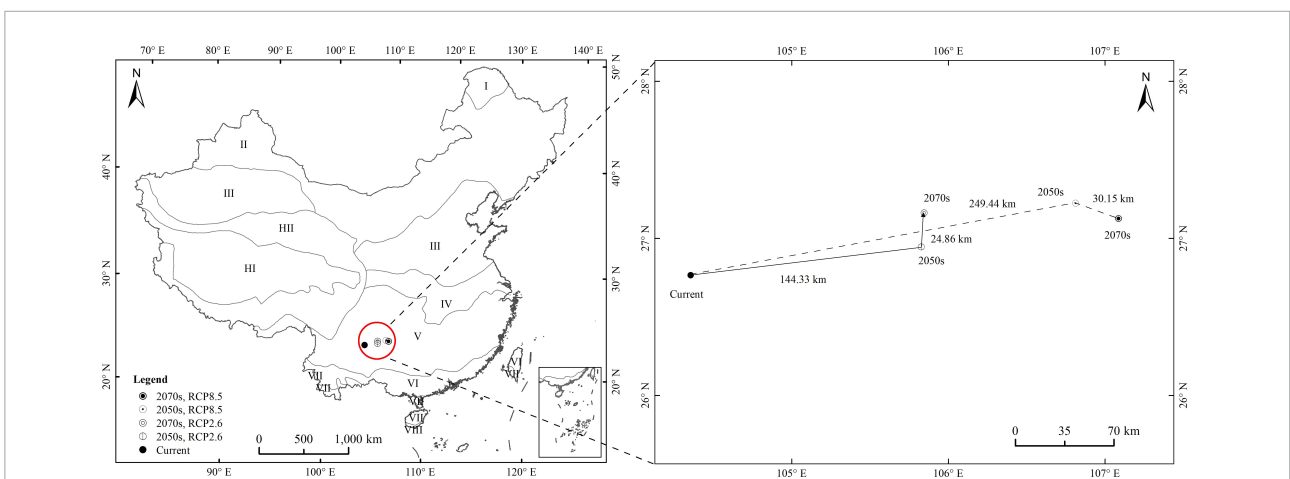 70° E 80° E 90° E 100° E 110° E 120° E 130° E 140° E
N
50° N
40° N
30° N
20° N
40° N
30° N
20° N
I
II
III
HII
HI
III
IV
V
VI
VII
VII
VI
VII
VII
VII
VIII
Legend
2070s, RCP8.5
2050s, RCP8.5
2070s, RCP2.6
2050s, RCP2.6
Current
0 500 1,000 km
90° E 100° E 110° E 120° E
105° E 106° E 107° E
N
28° N
27° N
26° N
28° N
27° N
26° N
2070s
249.44 km
2050s
30.15 km
2070s
24.86 km
2050s
144.33 km
Current
0 35 70 km
105° E 106° E 107° E